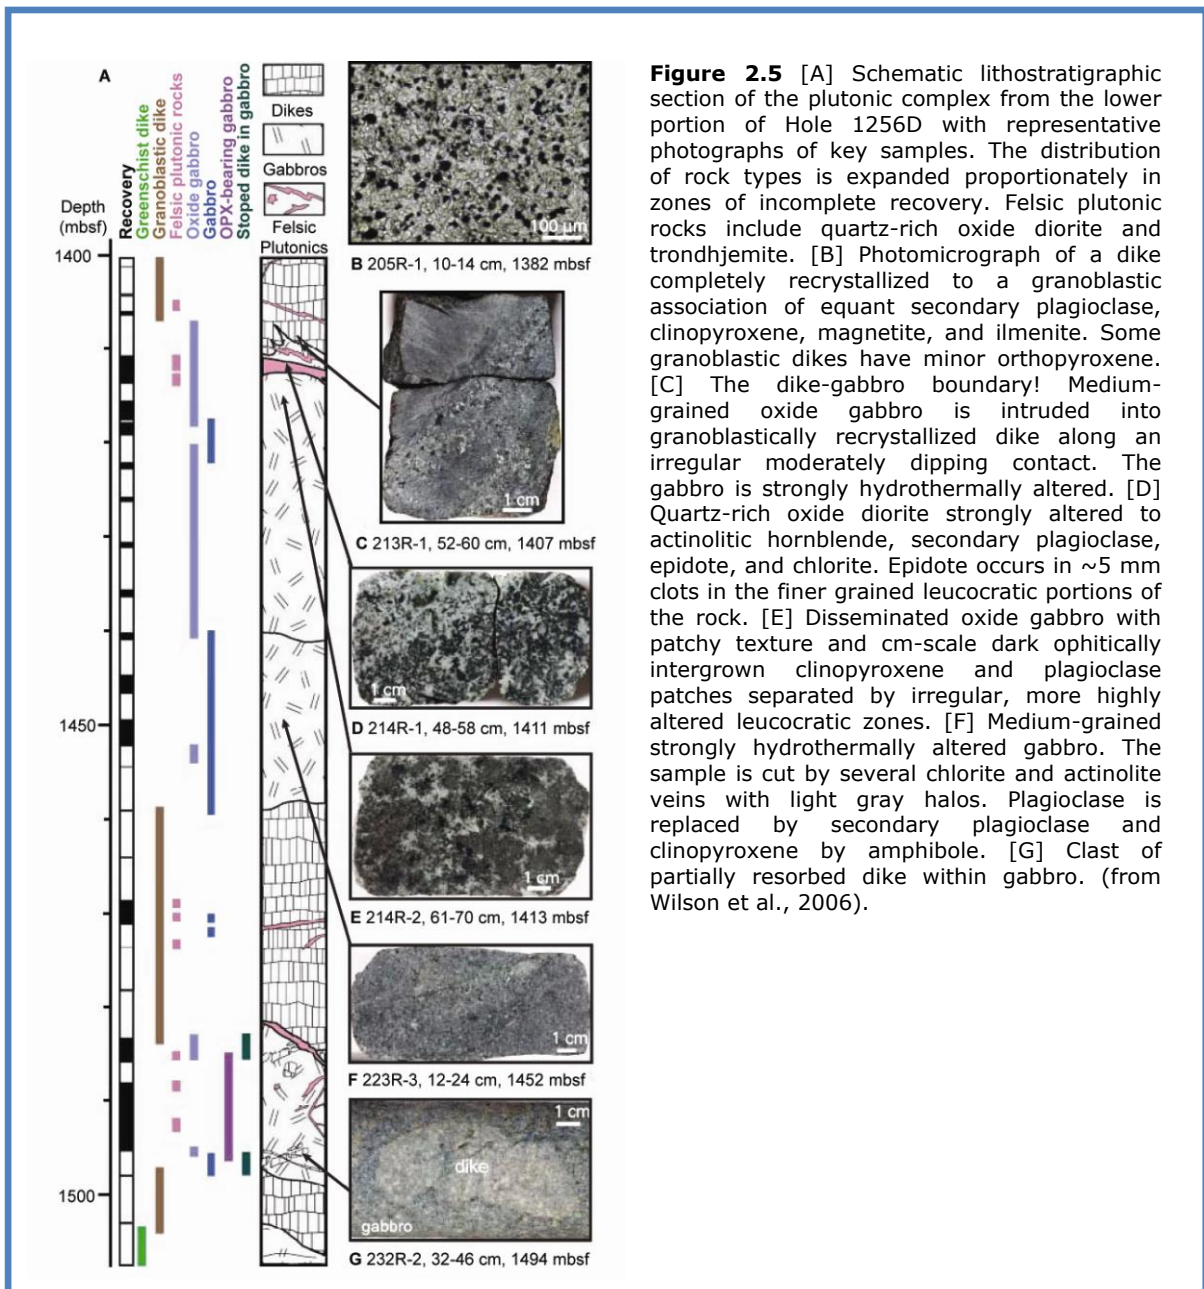 A
Recovery
Greenschist dike
Granoblastic dike
Felsic plutonic rocks
Oxide gabbro
Gabbro
OPX-bearing gabbro
Stoped dike in gabbro
Dikes
Gabbros
Felsic
Plutonics
Depth
(mbsf)
1400
1450
1500
100 µm
B 205R-1, 10-14 cm, 1382 mbsf
1 cm
C 213R-1, 52-60 cm, 1407 mbsf
1 cm
D 214R-1, 48-58 cm, 1411 mbsf
1 cm
E 214R-2, 61-70 cm, 1413 mbsf
1 cm
F 223R-3, 12-24 cm, 1452 mbsf
1 cm
dike
gabbro
G 232R-2, 32-46 cm, 1494 mbsf
Figure 2.5 [A] Schematic lithostratigraphic
section of the plutonic complex from the lower
portion of Hole 1256D with representative
photographs of key samples. The distribution
of rock types is expanded proportionately in
zones of incomplete recovery. Felsic plutonic
rocks include quartz-rich oxide diorite and
trondhjemite. [B] Photomicrograph of a dike
completely recrystallized to a granoblastic
association of equant secondary plagioclase,
clinopyroxene, magnetite, and ilmenite. Some
granoblastic dikes have minor orthopyroxene.
[C] The dike-gabbro boundary! Medium-
grained oxide gabbro is intruded into
granoblastically recrystallized dike along an
irregular moderately dipping contact. The
gabbro is strongly hydrothermally altered. [D]
Quartz-rich oxide diorite strongly altered to
actinolitic hornblende, secondary plagioclase,
epidote, and chlorite. Epidote occurs in ~5 mm
clots in the finer grained leucocratic portions of
the rock. [E] Disseminated oxide gabbro with
patchy texture and cm-scale dark ophitically
intergrown clinopyroxene and plagioclase
patches separated by irregular, more highly
altered leucocratic zones. [F] Medium-grained
strongly hydrothermally altered gabbro. The
sample is cut by several chlorite and actinolite
veins with light gray halos. Plagioclase is
replaced by secondary plagioclase and
clinopyroxene by amphibole. [G] Clast of
partially resorbed dike within gabbro. (from
Wilson et al., 2006).